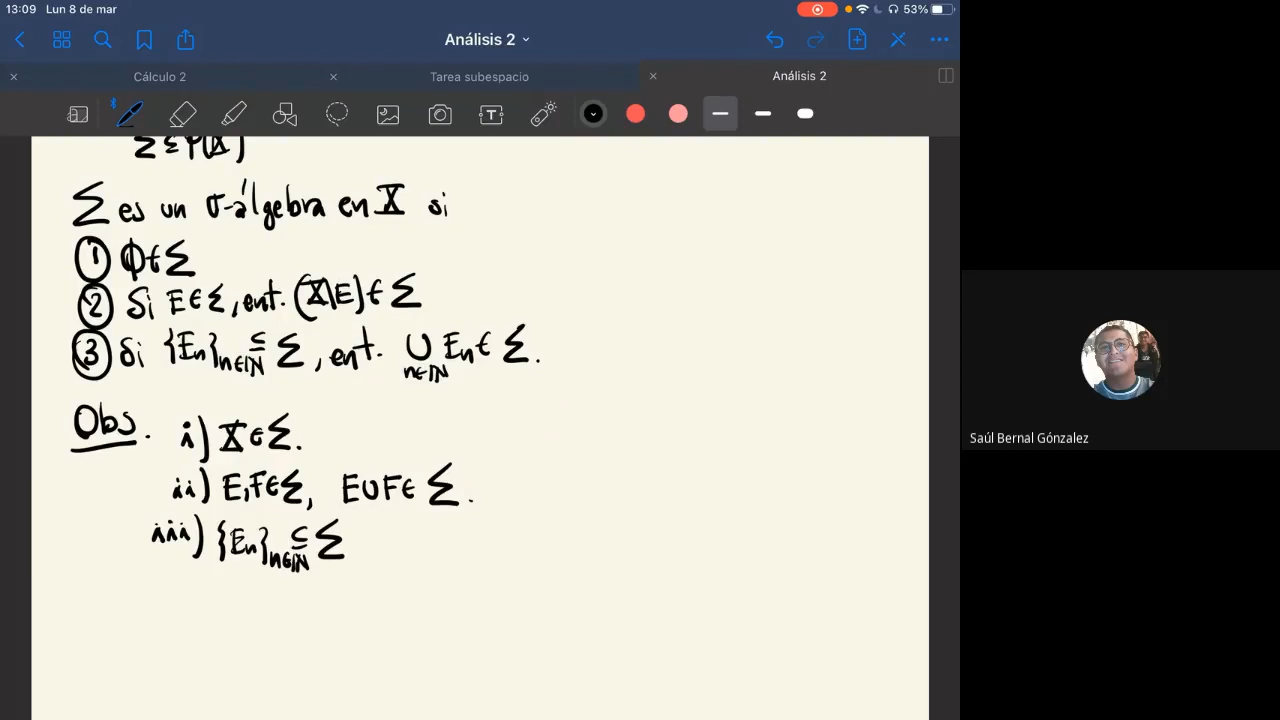 13:09 Lun 8 de mar 53%
Análisis 2
Cálculo 2 Tarea subespacio Análisis 2
Σ ⊆ P(X)
Σ es un σ-álgebra en X si
① ∅ ∈ Σ
② Si E ∈ Σ, ent. (X\E) ∈ Σ
③ Si {En}n∈ℕ ⊆ Σ, ent. ∪n∈ℕ En ∈ Σ.
Obs. i) X ∈ Σ.
ii) E, F ∈ Σ, E ∪ F ∈ Σ.
iii) {En}n∈ℕ ⊆ Σ
Saúl Bernal Gónzalez